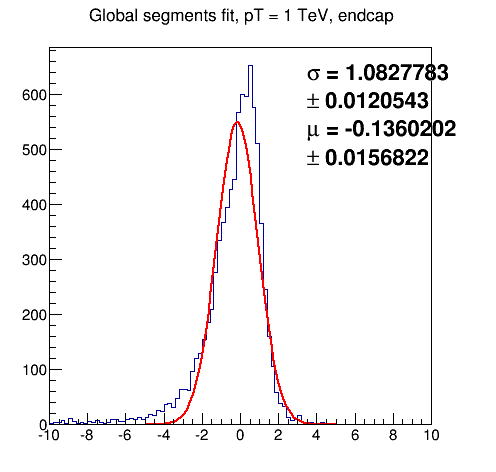 Global segments fit, pT = 1 TeV, endcap
σ = 1.0827783
± 0.0120543
μ = -0.1360202
± 0.0156822
600
500
400
300
200
100
0
-10 -8 -6 -4 -2 0 2 4 6 8 10